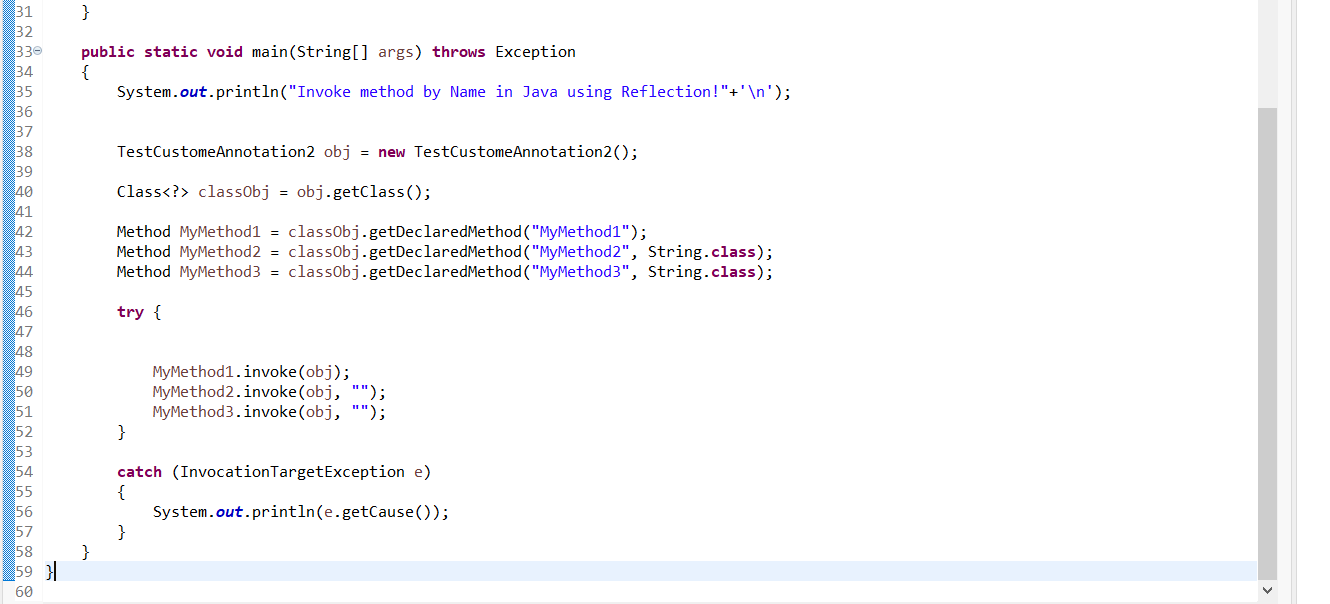 31     }
32
33     public static void main(String[] args) throws Exception
34     {
35         System.out.println("Invoke method by Name in Java using Reflection!"+'\n');
36
37
38         TestCustomeAnnotation2 obj = new TestCustomeAnnotation2();
39
40         Class<?> classObj = obj.getClass();
41
42         Method MyMethod1 = classObj.getDeclaredMethod("MyMethod1");
43         Method MyMethod2 = classObj.getDeclaredMethod("MyMethod2", String.class);
44         Method MyMethod3 = classObj.getDeclaredMethod("MyMethod3", String.class);
45
46         try {
47
48
49             MyMethod1.invoke(obj);
50             MyMethod2.invoke(obj, "");
51             MyMethod3.invoke(obj, "");
52         }
53
54         catch (InvocationTargetException e)
55         {
56             System.out.println(e.getCause());
57         }
58     }
59 }
60